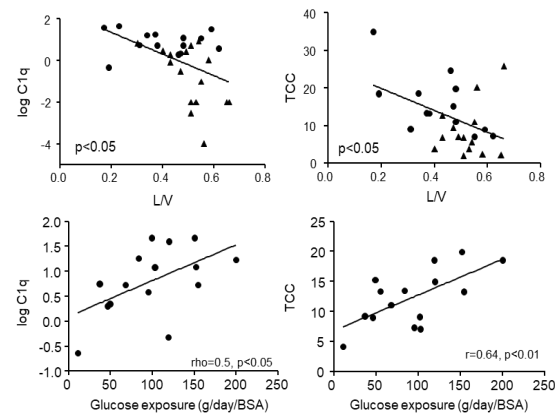 2
0
-2
-4
log C1q
p<0.05
0.0 0.2 0.4 0.6 0.8
L/V
40
30
20
10
0
TCC
p<0.05
0.0 0.2 0.4 0.6 0.8
L/V
2.0
1.5
1.0
0.5
0.0
-0.5
-1.0
log C1q
rho=0.5, p<0.05
0 50 100 150 200 250
Glucose exposure (g/day/BSA)
25
20
15
10
5
0
TCC
r=0.64, p<0.01
0 50 100 150 200 250
Glucose exposure (g/day/BSA)